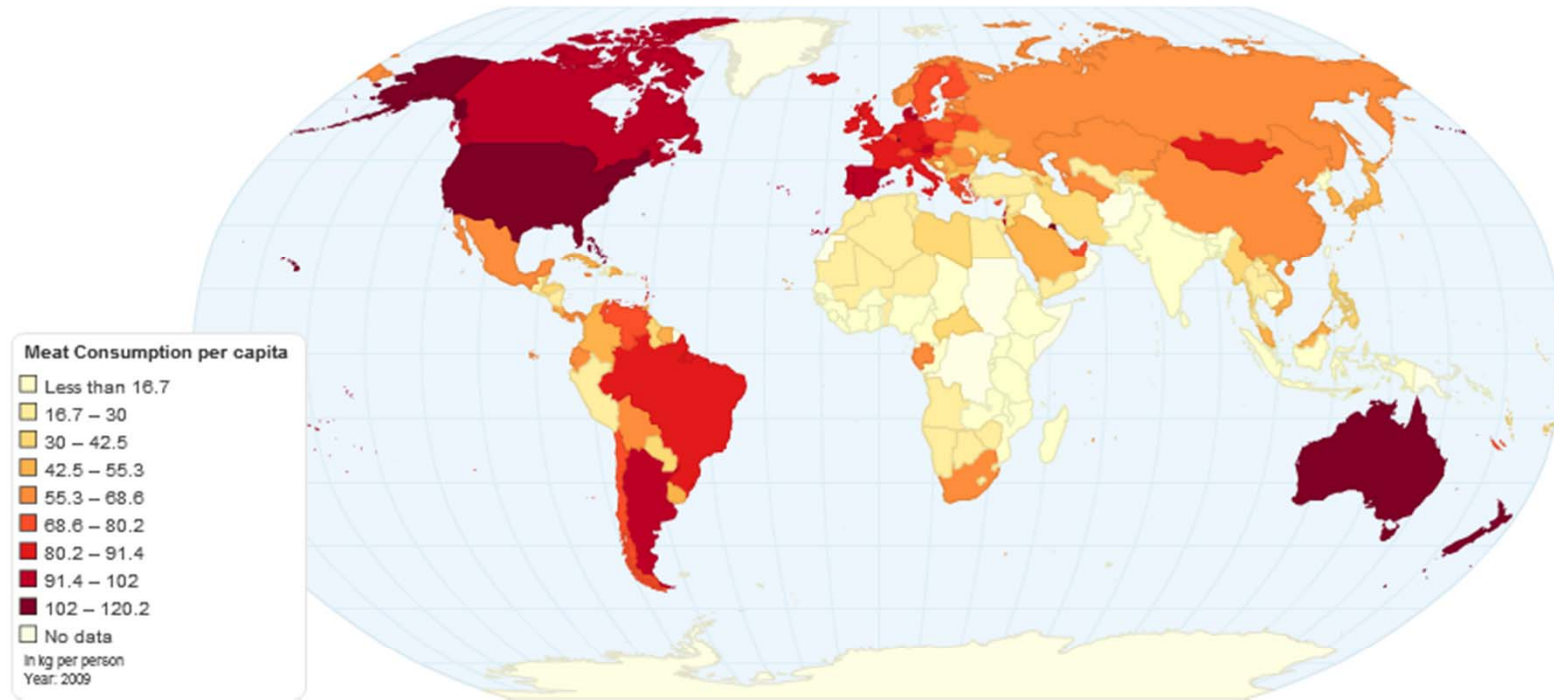 Meat Consumption per capita
Less than 16.7
16.7 – 30
30 – 42.5
42.5 – 55.3
55.3 – 68.6
68.6 – 80.2
80.2 – 91.4
91.4 – 102
102 – 120.2
No data
In kg per person
Year: 2009